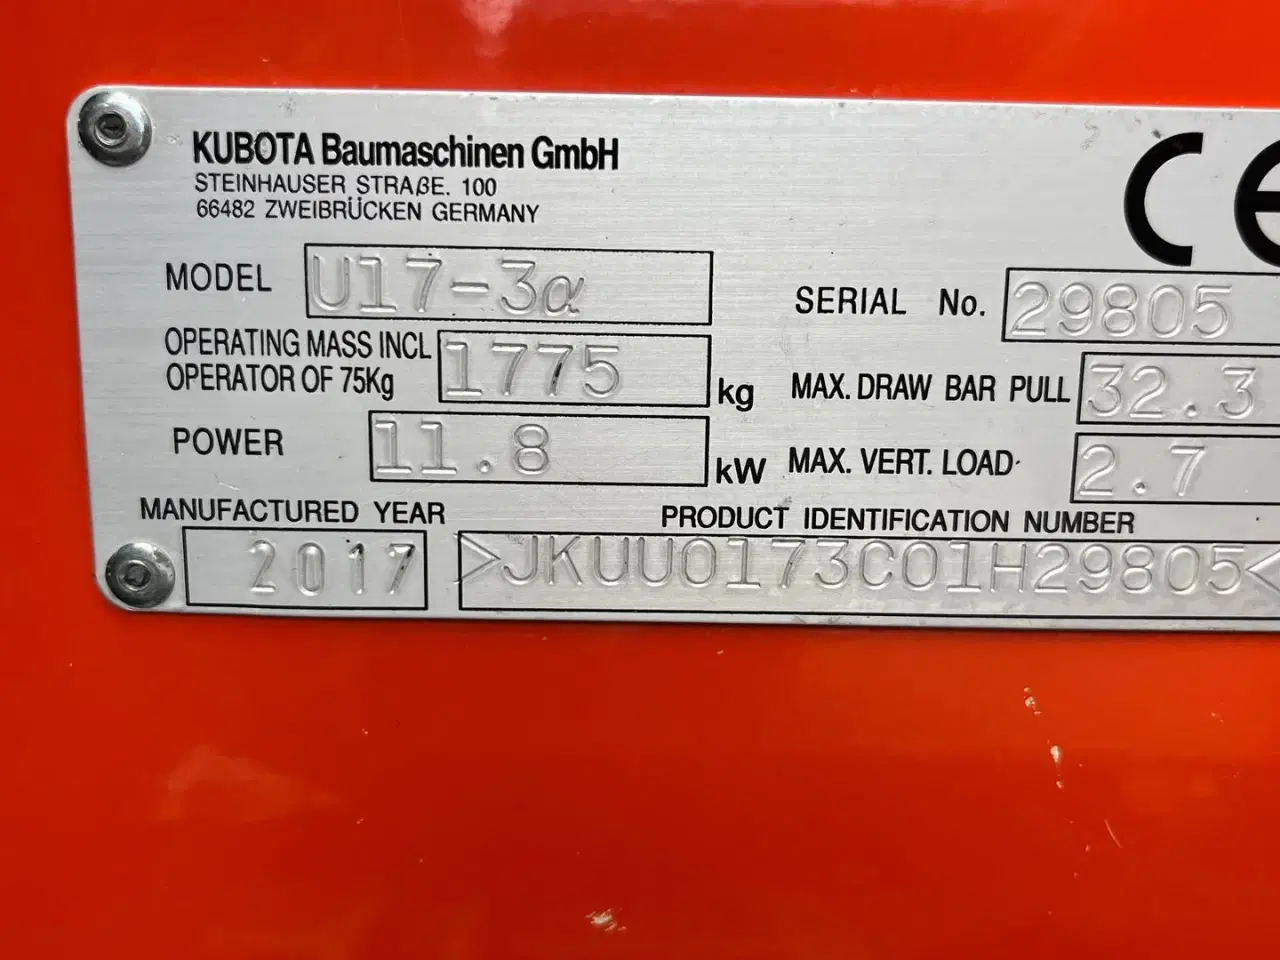 KUBOTA Baumaschinen GmbH
STEINHAUSER STRAßE. 100
66482 ZWEIBRÜCKEN GERMANY
CE
MODEL U17-3α
SERIAL No. 29805
OPERATING MASS INCL
OPERATOR OF 75Kg 1775 kg
MAX. DRAW BAR PULL 32.3
POWER 11.8 kW
MAX. VERT. LOAD 2.7
MANUFACTURED YEAR
2017
PRODUCT IDENTIFICATION NUMBER
>JKUU0173C01H29805<